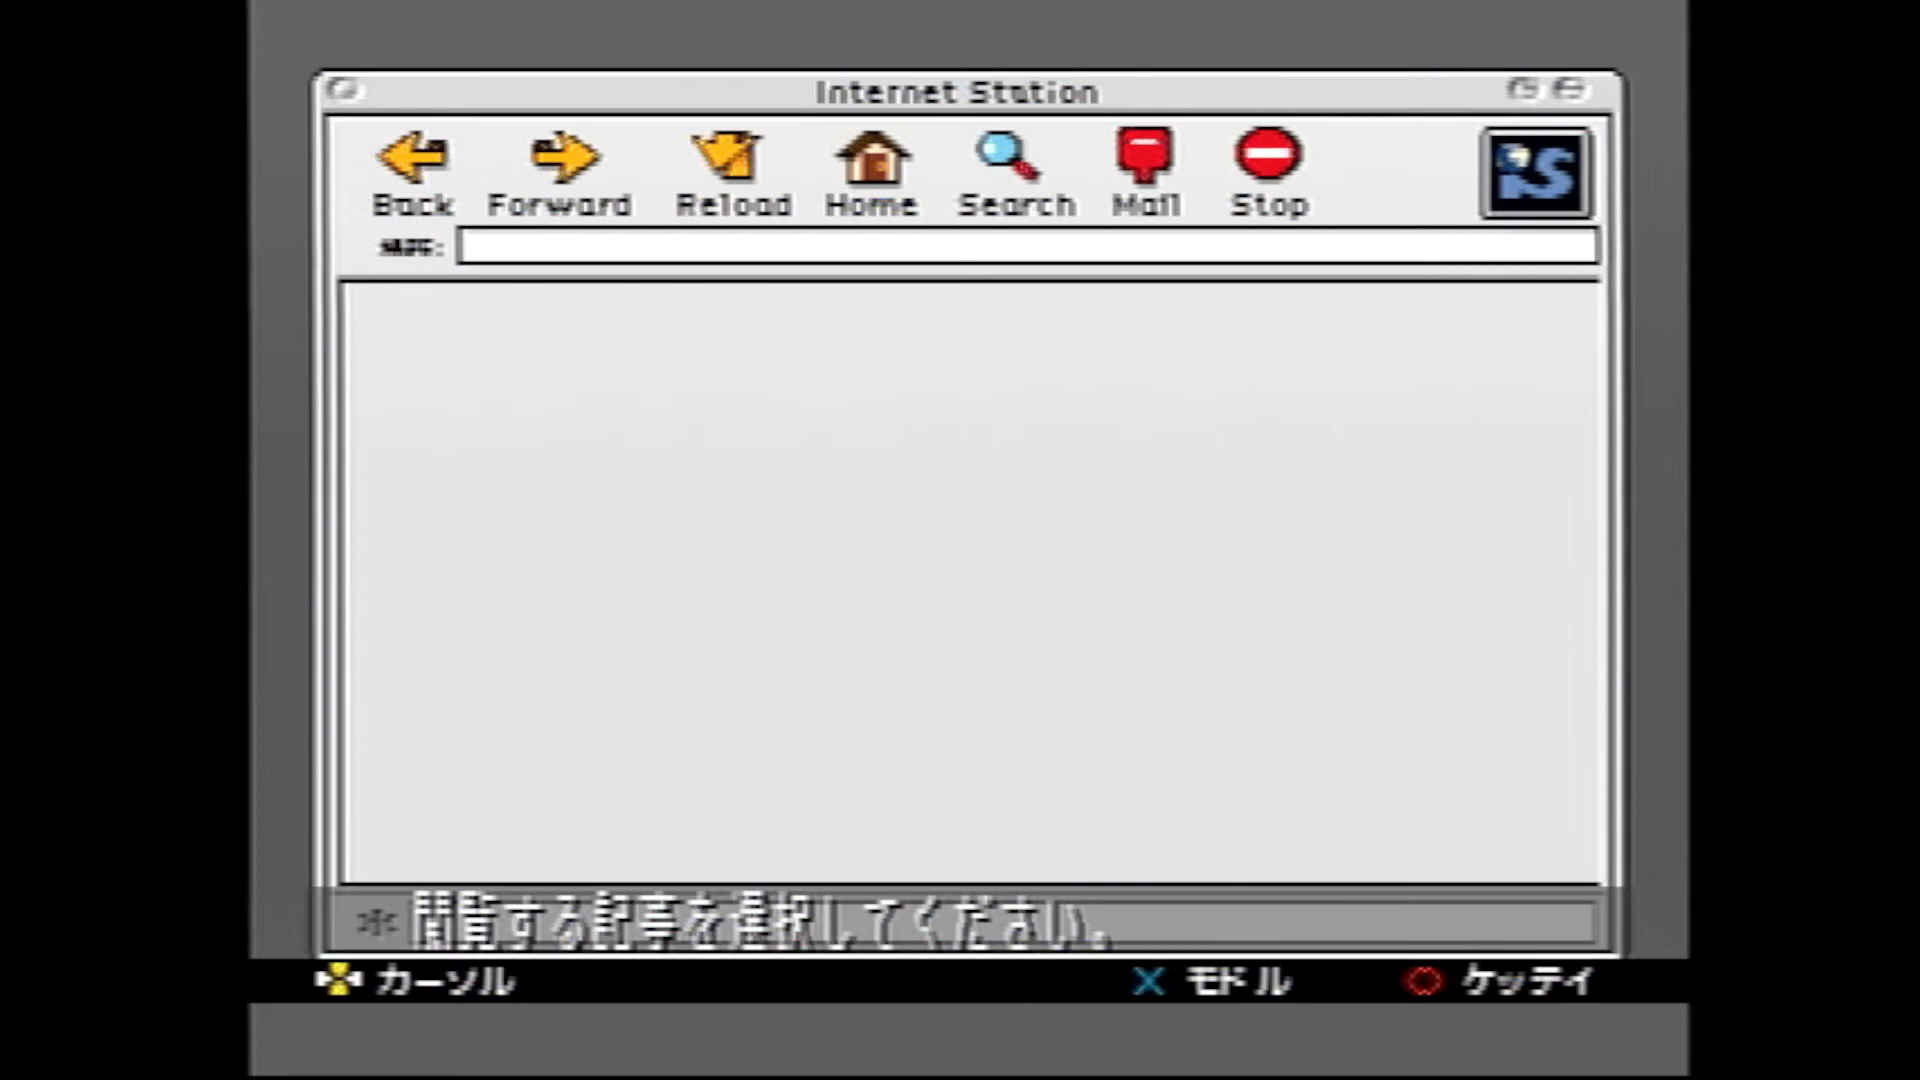 Internet Station
Back Forward Reload Home Search Mail Stop
iS
閲覧する記事を選択してください。
カーソル モドル ケッテイ